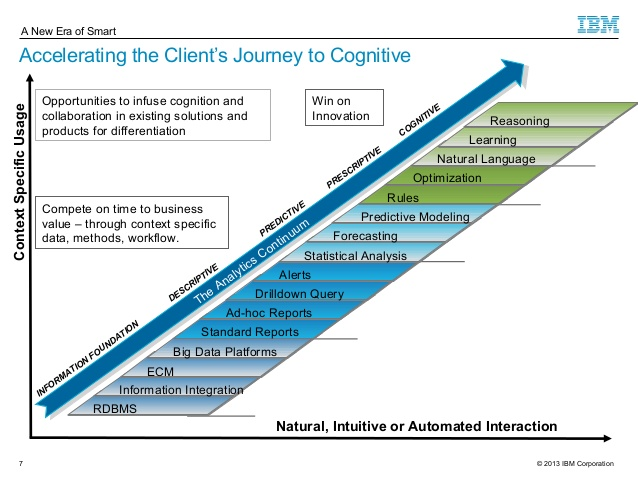 A New Era of Smart
IBM
Accelerating the Client's Journey to Cognitive
Context Specific Usage
Opportunities to infuse cognition and
collaboration in existing solutions and
products for differentiation
Win on
Innovation
Compete on time to business
value – through context specific
data, methods, workflow.
COGNITIVE
PRESCRIPTIVE
PREDICTIVE
DESCRIPTIVE
INFORMATION FOUNDATION
The Analytics Continuum
Reasoning
Learning
Natural Language
Optimization
Rules
Predictive Modeling
Forecasting
Statistical Analysis
Alerts
Drilldown Query
Ad-hoc Reports
Standard Reports
Big Data Platforms
ECM
Information Integration
RDBMS
Natural, Intuitive or Automated Interaction
7
© 2013 IBM Corporation